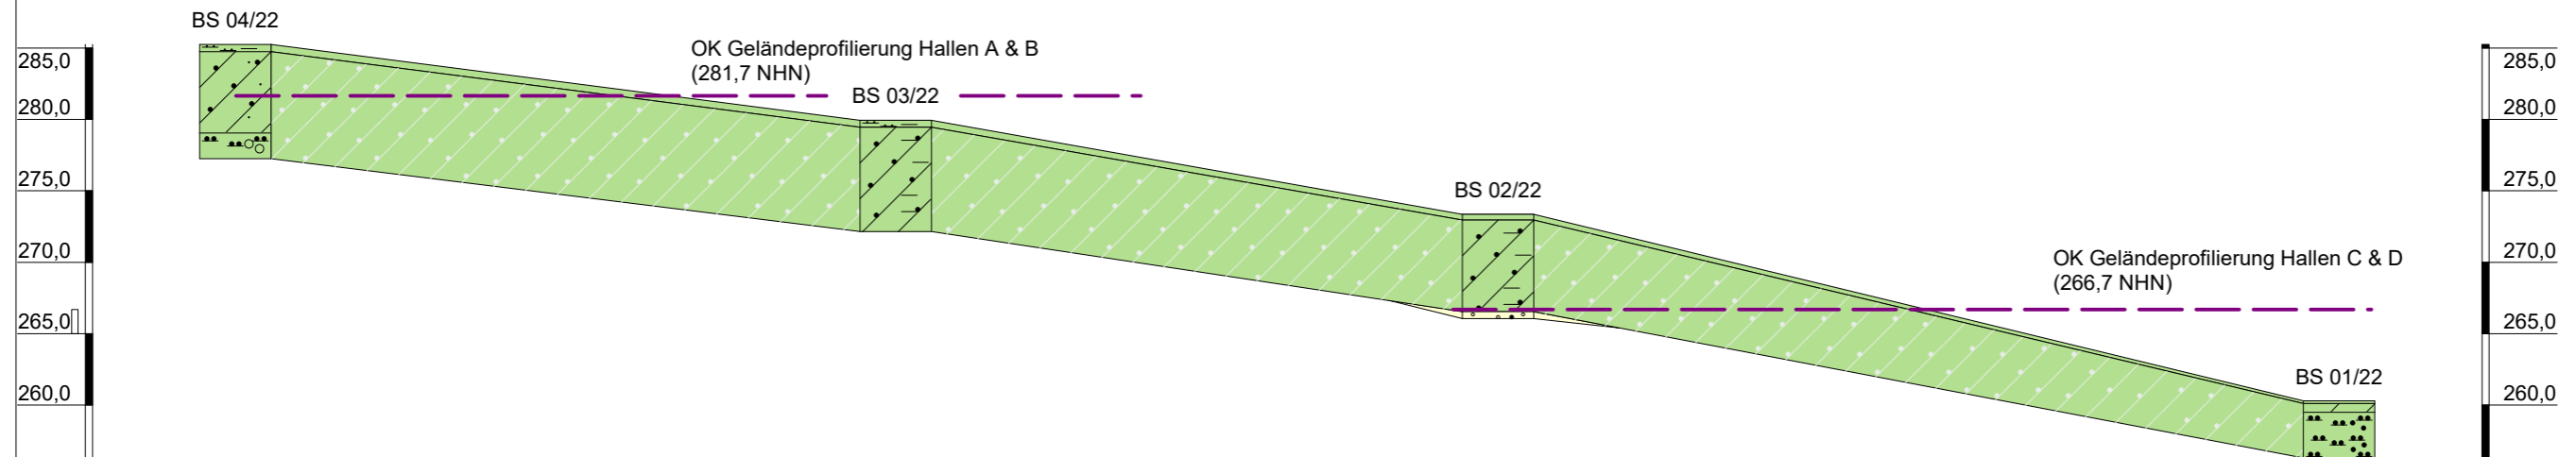 BS 04/22
OK Geländeprofilierung Hallen A & B
(281,7 NHN)
285,0
285,0
BS 03/22
280,0
280,0
BS 02/22
275,0
275,0
270,0
OK Geländeprofilierung Hallen C & D
(266,7 NHN)
270,0
265,0
265,0
BS 01/22
260,0
260,0